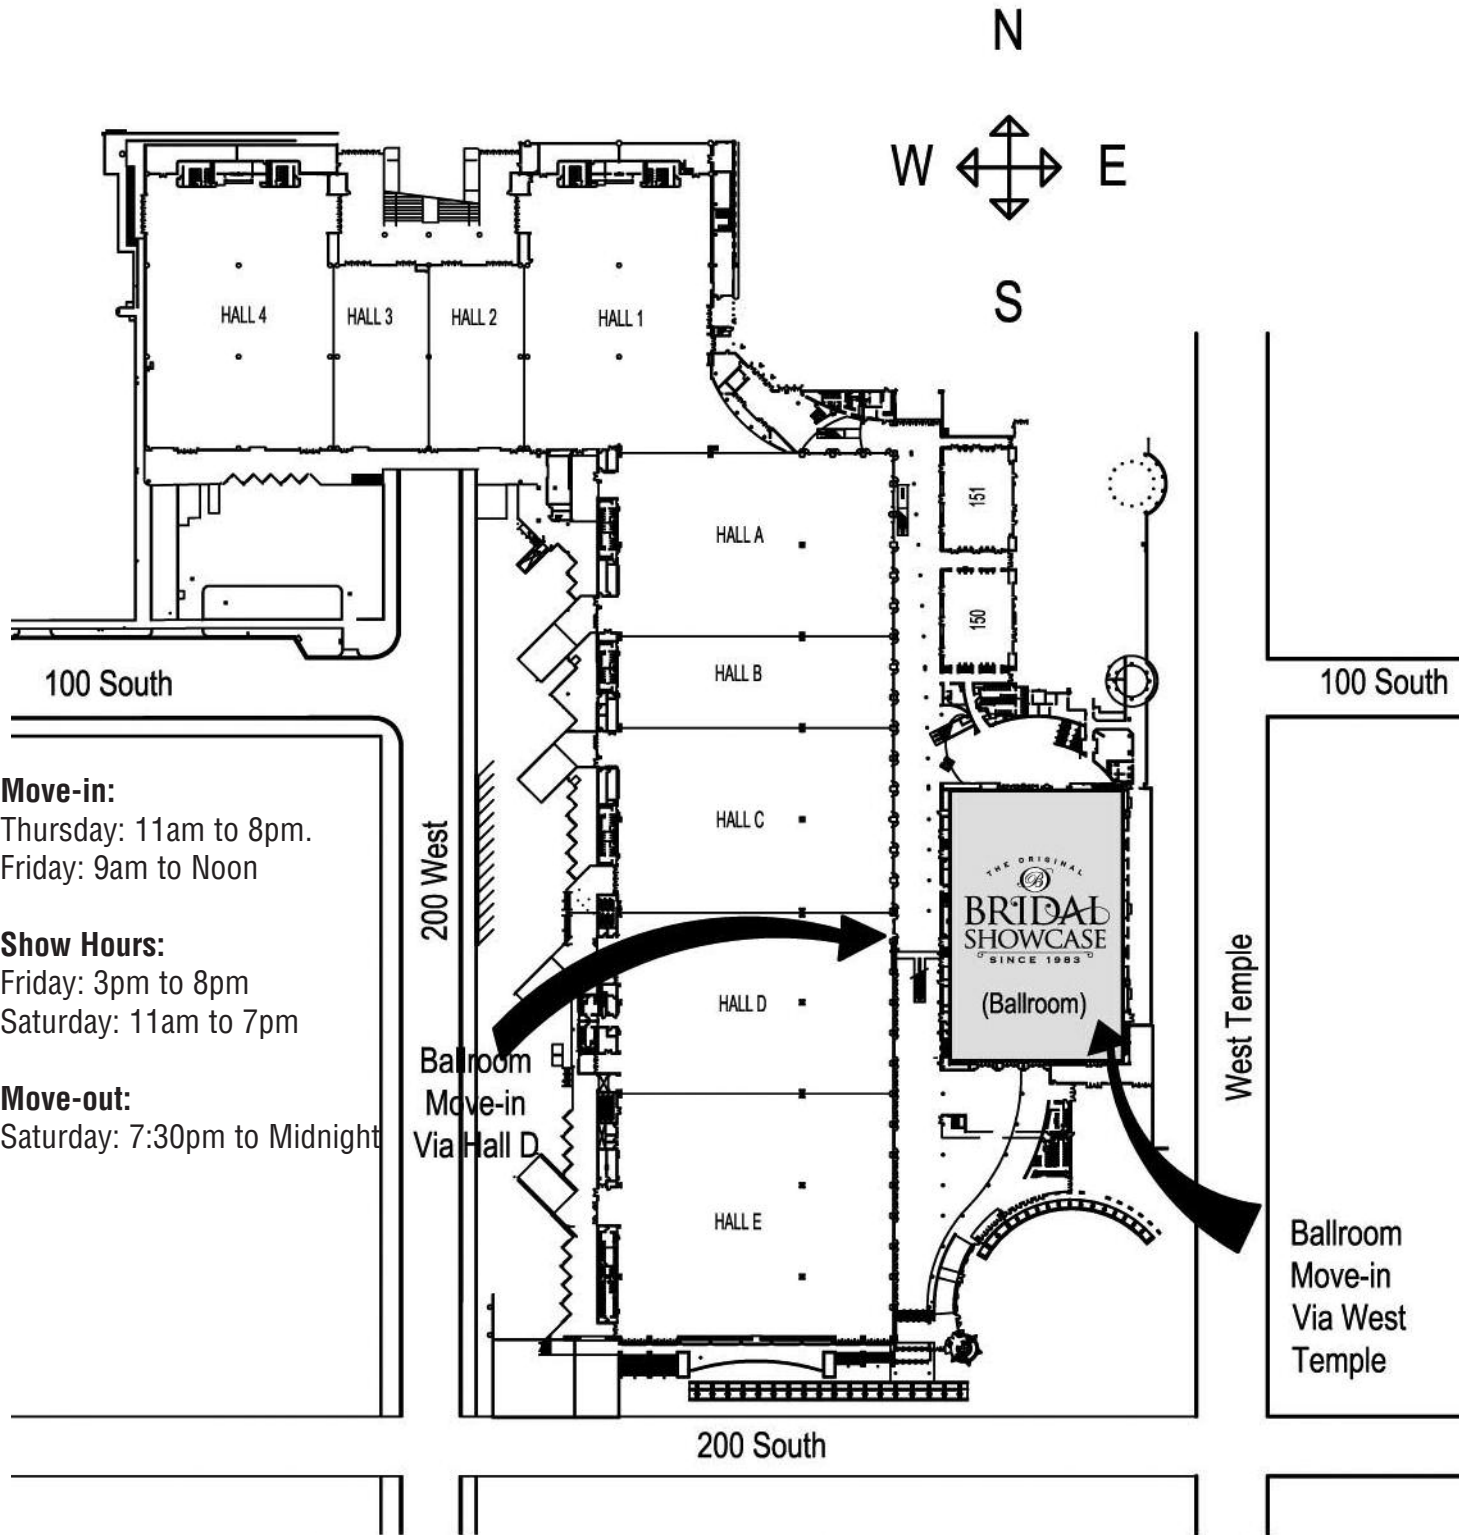 N
W E
S
HALL 4
HALL 3
HALL 2
HALL 1
HALL A
151
150
HALL B
100 South
100 South
Move-in:
Thursday: 11am to 8pm.
Friday: 9am to Noon
Show Hours:
Friday: 3pm to 8pm
Saturday: 11am to 7pm
Move-out:
Saturday: 7:30pm to Midnight
200 West
HALL C
THE ORIGINAL
B
BRIDAL
SHOWCASE
SINCE 1983
(Ballroom)
HALL D
West Temple
Ballroom
Move-in
Via Hall D
HALL E
Ballroom
Move-in
Via West
Temple
200 South